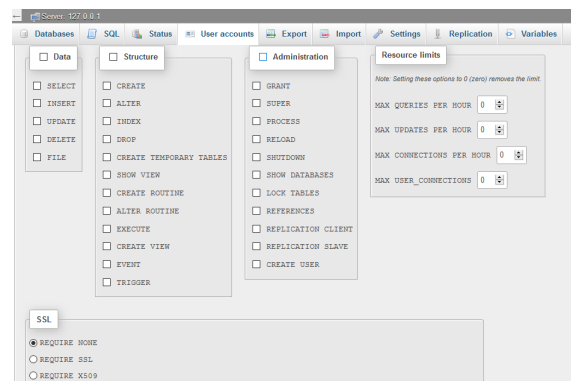 Server: 127.0.0.1
Databases SQL Status User accounts Export Import Settings Replication Variables
Data
SELECT
INSERT
UPDATE
DELETE
FILE
Structure
CREATE
ALTER
INDEX
DROP
CREATE TEMPORARY TABLES
SHOW VIEW
CREATE ROUTINE
ALTER ROUTINE
EXECUTE
CREATE VIEW
EVENT
TRIGGER
Administration
GRANT
SUPER
PROCESS
RELOAD
SHUTDOWN
SHOW DATABASES
LOCK TABLES
REFERENCES
REPLICATION CLIENT
REPLICATION SLAVE
CREATE USER
Resource limits
Note: Setting these options to 0 (zero) removes the limit.
MAX QUERIES PER HOUR 0
MAX UPDATES PER HOUR 0
MAX CONNECTIONS PER HOUR 0
MAX USER_CONNECTIONS 0
SSL
REQUIRE NONE
REQUIRE SSL
REQUIRE X509